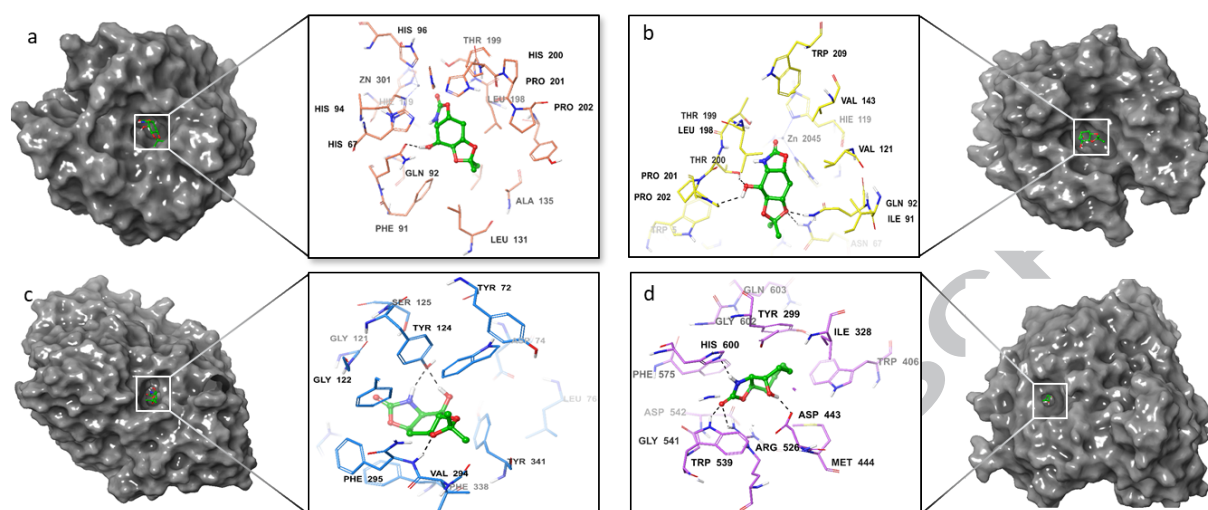 a
HIS 96
THR 199
HIS 200
ZN 301
PRO 201
LEU 198
PRO 202
HIS 94
HIS 67
GLN 92
ALA 135
PHE 91
LEU 131
b
TRP 209
VAL 143
THR 199
HIE 119
LEU 198
Zn 2045
THR 200
VAL 121
PRO 201
PRO 202
GLN 92
ILE 91
TRP 5
ASN 67
c
TYR 72
SER 125
TYR 124
GLY 121
GLY 122
LEU 76
TYR 341
VAL 294
PHE 295
PHE 338
d
GLN 603
TYR 299
GLY 602
ILE 328
HIS 600
TRP 406
PHE 575
ASP 542
ASP 443
GLY 541
ARG 526
TRP 539
MET 444